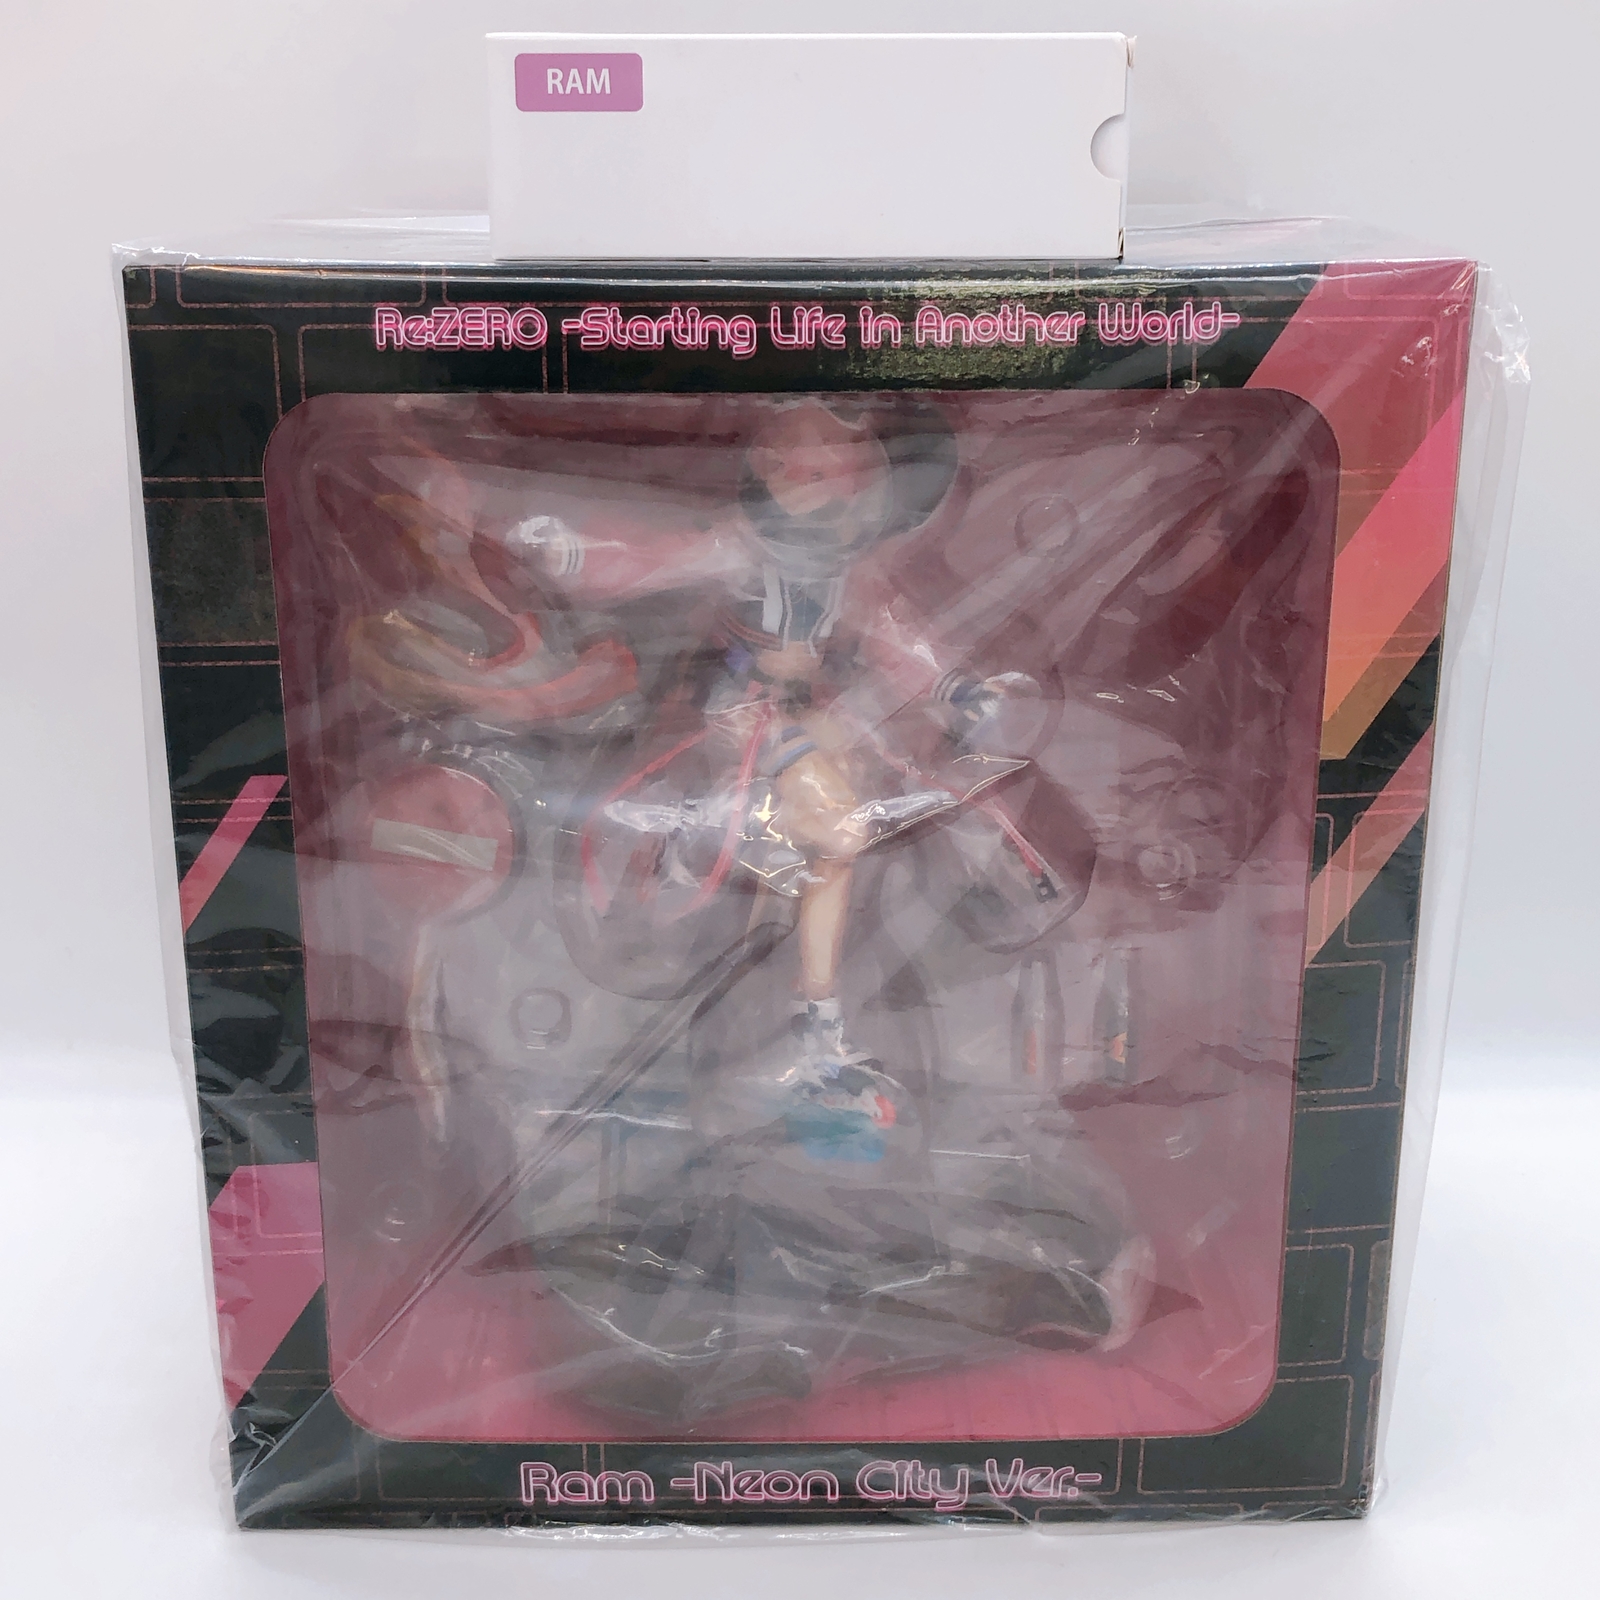 RAM
Re:ZERO -Starting Life in Another World-
Ram -Neon City Ver.-